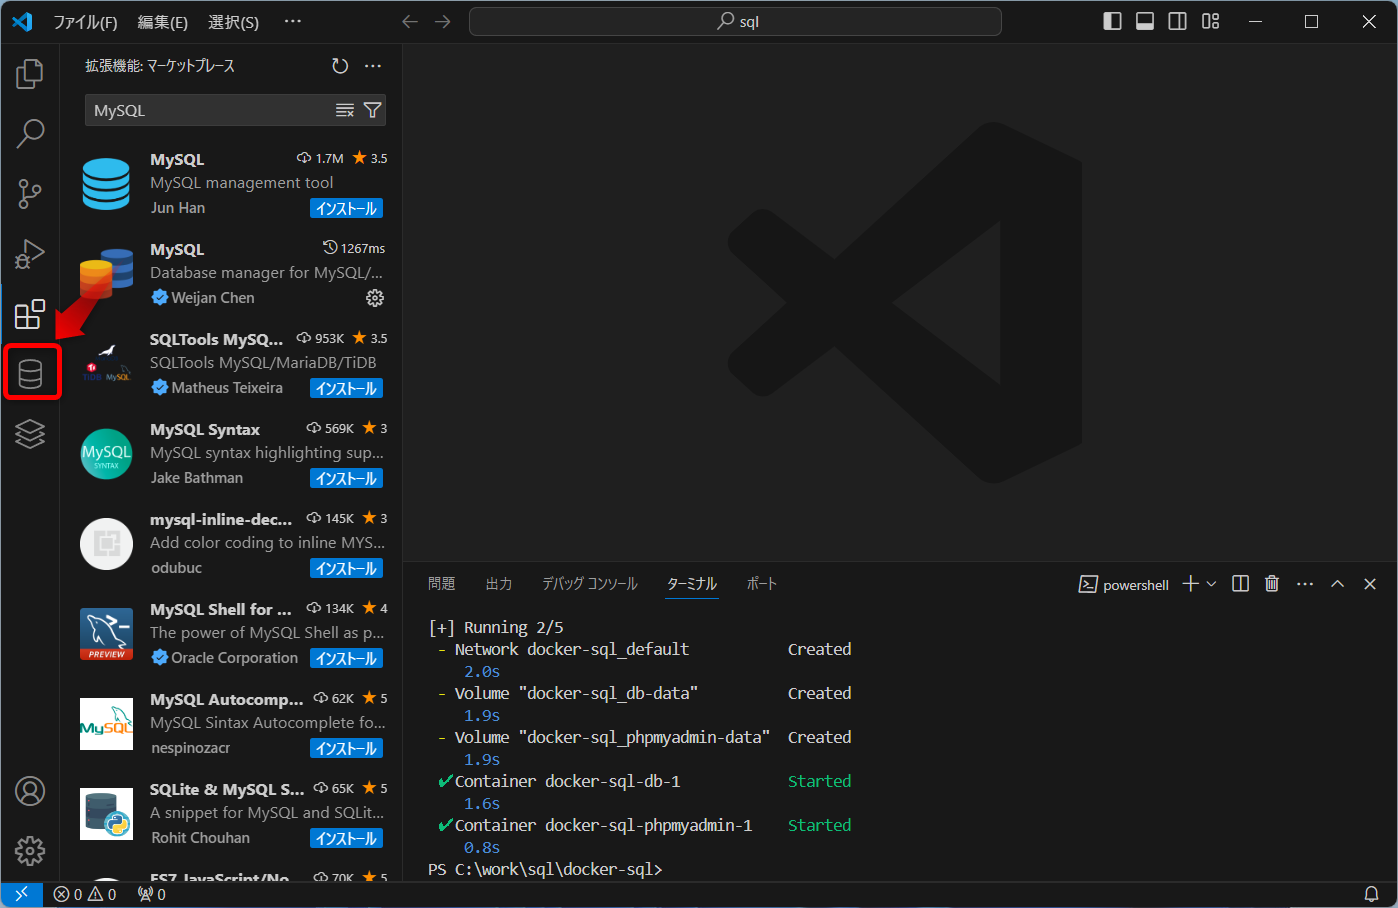 ファイル(F) 編集(E) 選択(S) ···
sql
拡張機能: マーケットプレース
MySQL
MySQL 1.7M ★ 3.5
MySQL management tool
Jun Han インストール
MySQL 1267ms
Database manager for MySQL/...
Weijan Chen
SQLTools MySQ... 953K ★ 3.5
SQLTools MySQL/MariaDB/TiDB
TiDB MySQL
Matheus Teixeira インストール
MySQL Syntax 569K ★ 3
MySQL
SYNTAX
MySQL syntax highlighting sup...
Jake Bathman インストール
mysql-inline-dec... 145K ★ 3
Add color coding to inline MYS...
odubuc インストール
MySQL Shell for ... 134K ★ 4
The power of MySQL Shell as p...
PREVIEW
Oracle Corporation インストール
MySQL Autocomp... 62K ★ 5
MySQL Sintax Autocomplete fo...
MySQL
nespinozacr インストール
SQLite & MySQL S... 65K ★ 5
A snippet for MySQL and SQLit...
Rohit Chouhan インストール
ES7 JavaScript/No... 70K ★ 5
問題 出力 デバッグ コンソール ターミナル ポート
powershell
[+] Running 2/5
- Network docker-sql_default Created
2.0s
- Volume "docker-sql_db-data" Created
1.9s
- Volume "docker-sql_phpmyadmin-data" Created
1.9s
✔Container docker-sql-db-1 Started
1.6s
✔Container docker-sql-phpmyadmin-1 Started
0.8s
PS C:\work\sql\docker-sql>
0 0 0